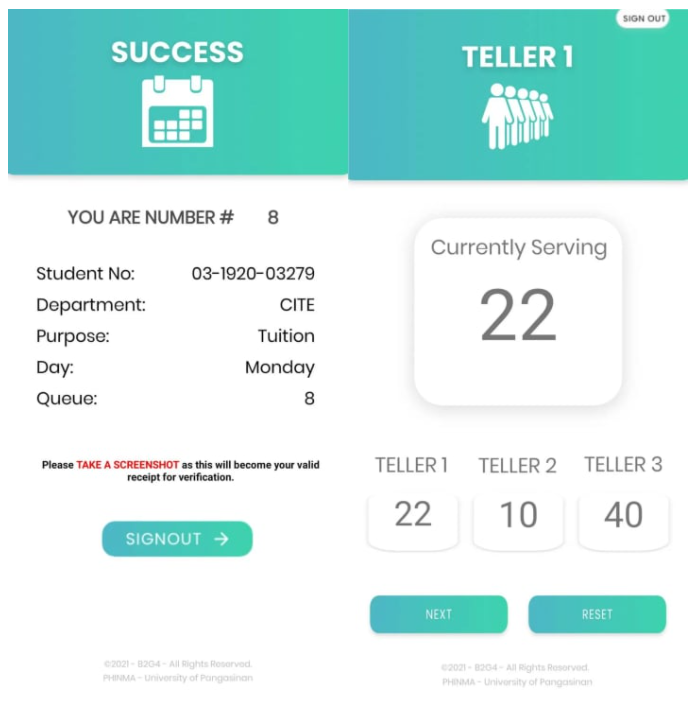 SUCCESS
YOU ARE NUMBER # 8
Student No: 03-1920-03279
Department: CITE
Purpose: Tuition
Day: Monday
Queue: 8
Please TAKE A SCREENSHOT as this will become your valid
receipt for verification.
SIGNOUT →
©2021 - B2G4 - All Rights Reserved.
PHINMA - University of Pangasinan
SIGN OUT
TELLER 1
Currently Serving
22
TELLER 1 TELLER 2 TELLER 3
22 10 40
NEXT RESET
©2021 - B2G4 - All Rights Reserved.
PHINMA - University of Pangasinan